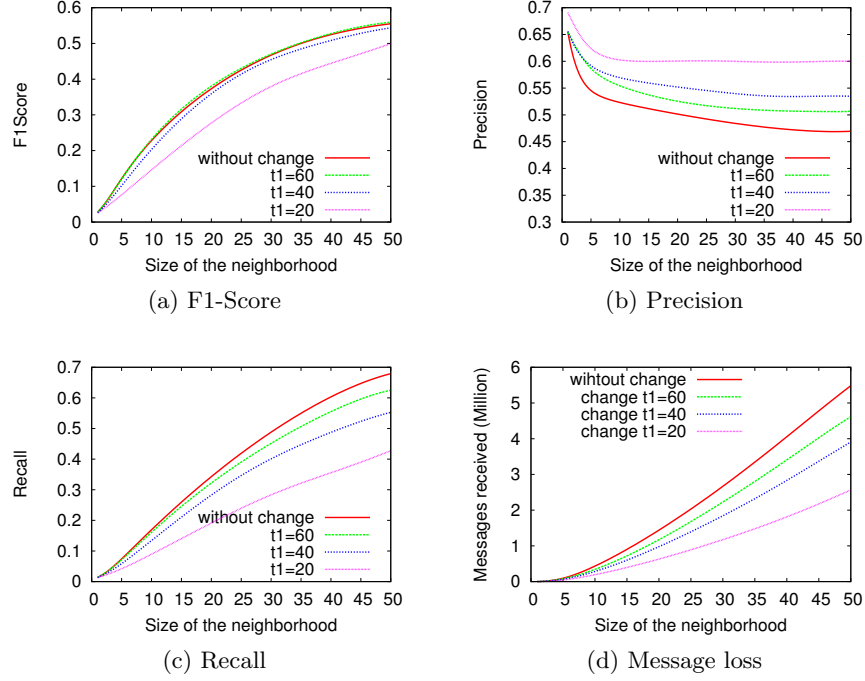 F1Score
0.6
0.5
0.4
0.3
0.2
0.1
0
without change
t1=60
t1=40
t1=20
0 5 10 15 20 25 30 35 40 45 50
Size of the neighborhood
(a) F1-Score
Precision
0.7
0.65
0.6
0.55
0.5
0.45
0.4
0.35
0.3
without change
t1=60
t1=40
t1=20
0 5 10 15 20 25 30 35 40 45 50
Size of the neighborhood
(b) Precision
Recall
0.7
0.6
0.5
0.4
0.3
0.2
0.1
0
without change
t1=60
t1=40
t1=20
0 5 10 15 20 25 30 35 40 45 50
Size of the neighborhood
(c) Recall
Messages received (Million)
6
5
4
3
2
1
0
wihtout change
change t1=60
change t1=40
change t1=20
0 5 10 15 20 25 30 35 40 45 50
Size of the neighborhood
(d) Message loss